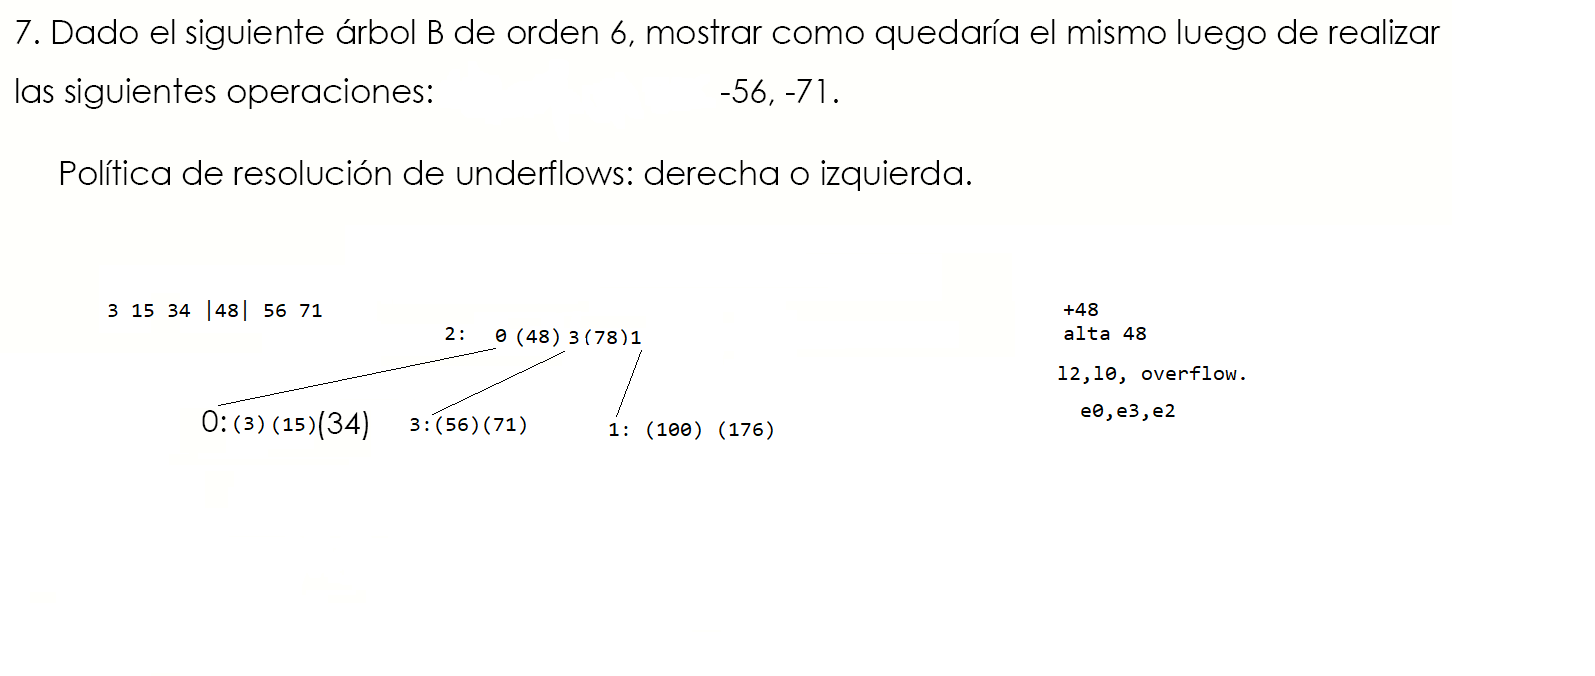 7. Dado el siguiente árbol B de orden 6, mostrar como quedaría el mismo luego de realizar
las siguientes operaciones: -56, -71.
Política de resolución de underflows: derecha o izquierda.
3 15 34 |48| 56 71
2: 0 (48) 3(78)1
0: (3) (15)(34) 3:(56)(71) 1: (100) (176)
+48
alta 48
l2,l0, overflow.
e0,e3,e2